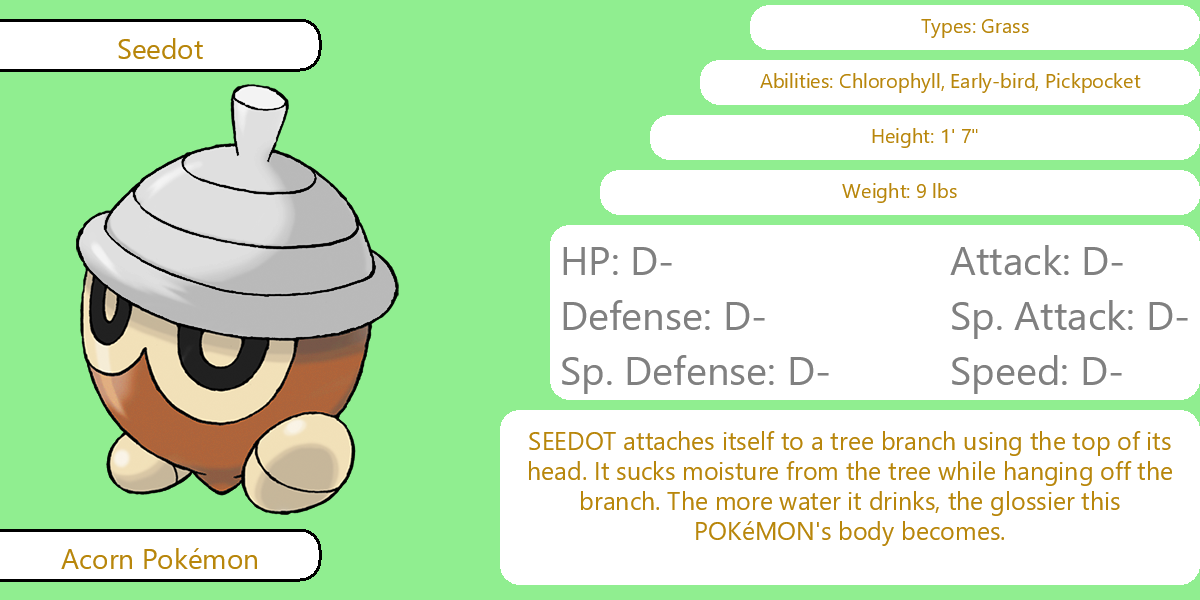 Seedot
Types: Grass
Abilities: Chlorophyll, Early-bird, Pickpocket
Height: 1' 7"
Weight: 9 lbs
HP: D-
Attack: D-
Defense: D-
Sp. Attack: D-
Sp. Defense: D-
Speed: D-
SEEDOT attaches itself to a tree branch using the top of its
head. It sucks moisture from the tree while hanging off the
branch. The more water it drinks, the glossier this
POKéMON's body becomes.
Acorn Pokémon